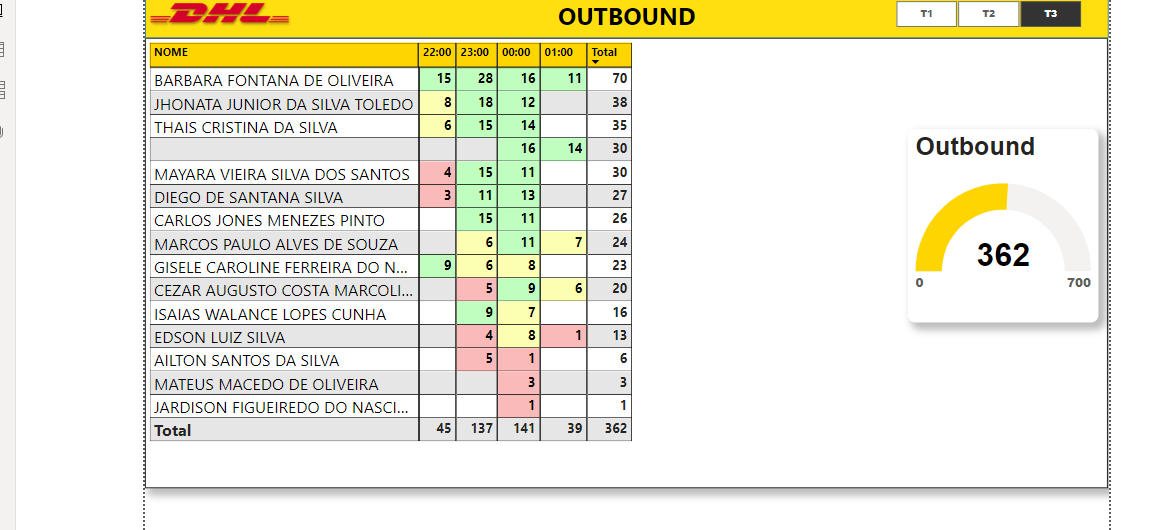 DHL OUTBOUND T1 T2 T3
NOME 22:00 23:00 00:00 01:00 Total
BARBARA FONTANA DE OLIVEIRA 15 28 16 11 70
JHONATA JUNIOR DA SILVA TOLEDO 8 18 12 38
THAIS CRISTINA DA SILVA 6 15 14 35
16 14 30
MAYARA VIEIRA SILVA DOS SANTOS 4 15 11 30
DIEGO DE SANTANA SILVA 3 11 13 27
CARLOS JONES MENEZES PINTO 15 11 26
MARCOS PAULO ALVES DE SOUZA 6 11 7 24
GISELE CAROLINE FERREIRA DO N... 9 6 8 23
CEZAR AUGUSTO COSTA MARCOLI... 5 9 6 20
ISAIAS WALANCE LOPES CUNHA 9 7 16
EDSON LUIZ SILVA 4 8 1 13
AILTON SANTOS DA SILVA 5 1 6
MATEUS MACEDO DE OLIVEIRA 3 3
JARDISON FIGUEIREDO DO NASCI... 1 1
Total 45 137 141 39 362
Outbound
362
0 700